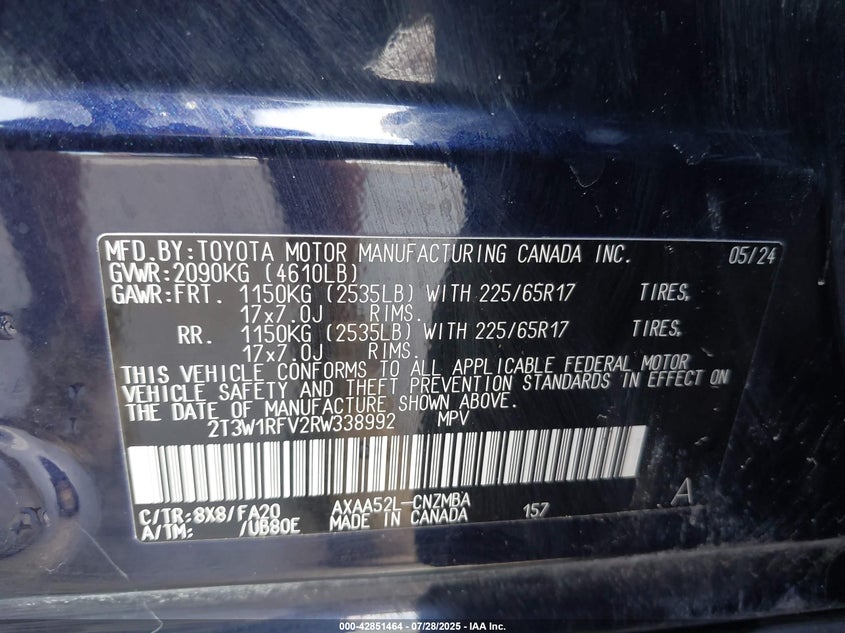 MFD.BY:TOYOTA MOTOR MANUFACTURING CANADA INC. 05/24
GVWR:2090KG (4610LB)
GAWR:FRT. 1150KG (2535LB) WITH 225/65R17 TIRES,
17x7.0J RIMS.
RR. 1150KG (2535LB) WITH 225/65R17 TIRES,
17x7.0J RIMS.
THIS VEHICLE CONFORMS TO ALL APPLICABLE FEDERAL MOTOR
VEHICLE SAFETY AND THEFT PREVENTION STANDARDS IN EFFECT ON
THE DATE OF MANUFACTURE SHOWN ABOVE.
2T3W1RFV2RW338992 MPV
C/TR:8X8/FA20 AXAA52L-CNZMBA 157 A
A/TM: /UB80E MADE IN CANADA
000-42851464 - 07/28/2025 - IAA Inc.